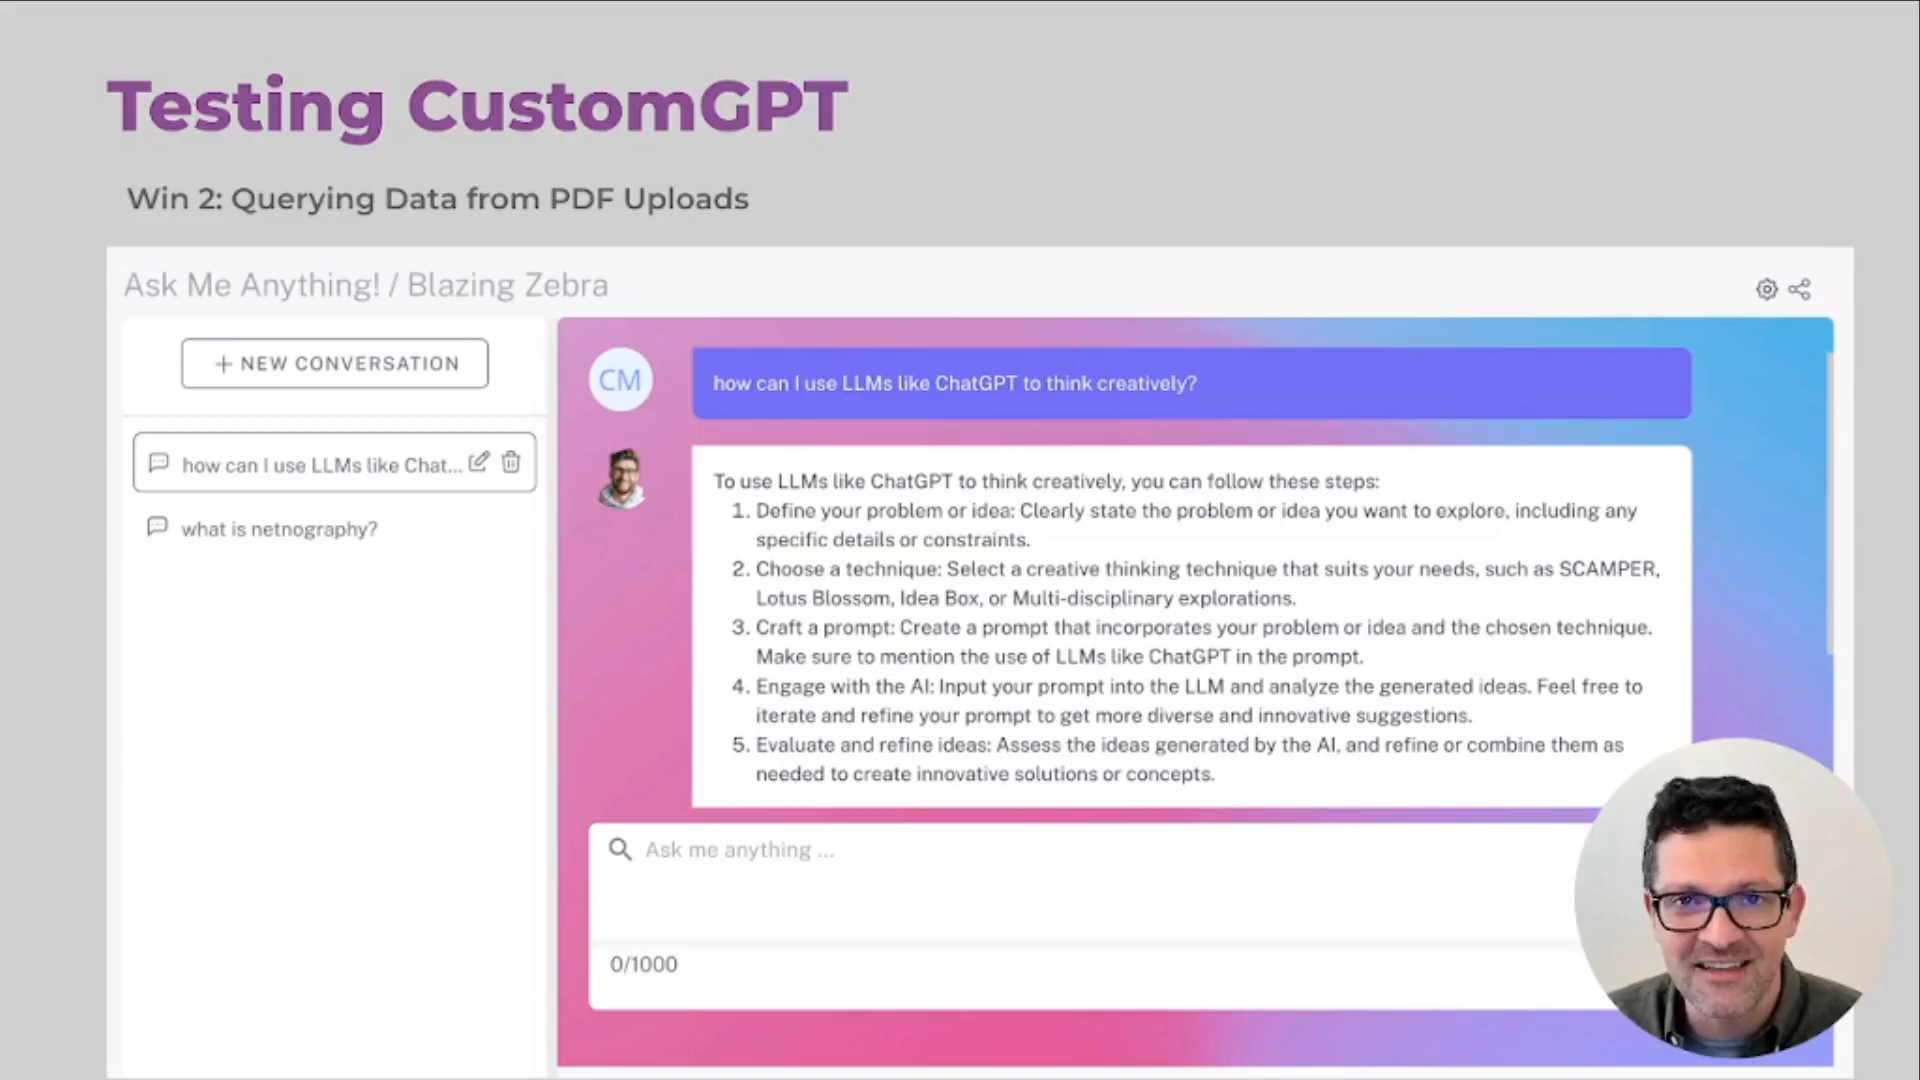 Testing CustomGPT
Win 2: Querying Data from PDF Uploads
Ask Me Anything! / Blazing Zebra
+ NEW CONVERSATION
how can I use LLMs like Chat...
what is netnography?
CM
how can I use LLMs like ChatGPT to think creatively?
To use LLMs like ChatGPT to think creatively, you can follow these steps:
1. Define your problem or idea: Clearly state the problem or idea you want to explore, including any
specific details or constraints.
2. Choose a technique: Select a creative thinking technique that suits your needs, such as SCAMPER,
Lotus Blossom, Idea Box, or Multi-disciplinary explorations.
3. Craft a prompt: Create a prompt that incorporates your problem or idea and the chosen technique.
Make sure to mention the use of LLMs like ChatGPT in the prompt.
4. Engage with the AI: Input your prompt into the LLM and analyze the generated ideas. Feel free to
iterate and refine your prompt to get more diverse and innovative suggestions.
5. Evaluate and refine ideas: Assess the ideas generated by the AI, and refine or combine them as
needed to create innovative solutions or concepts.
Ask me anything ...
0/1000